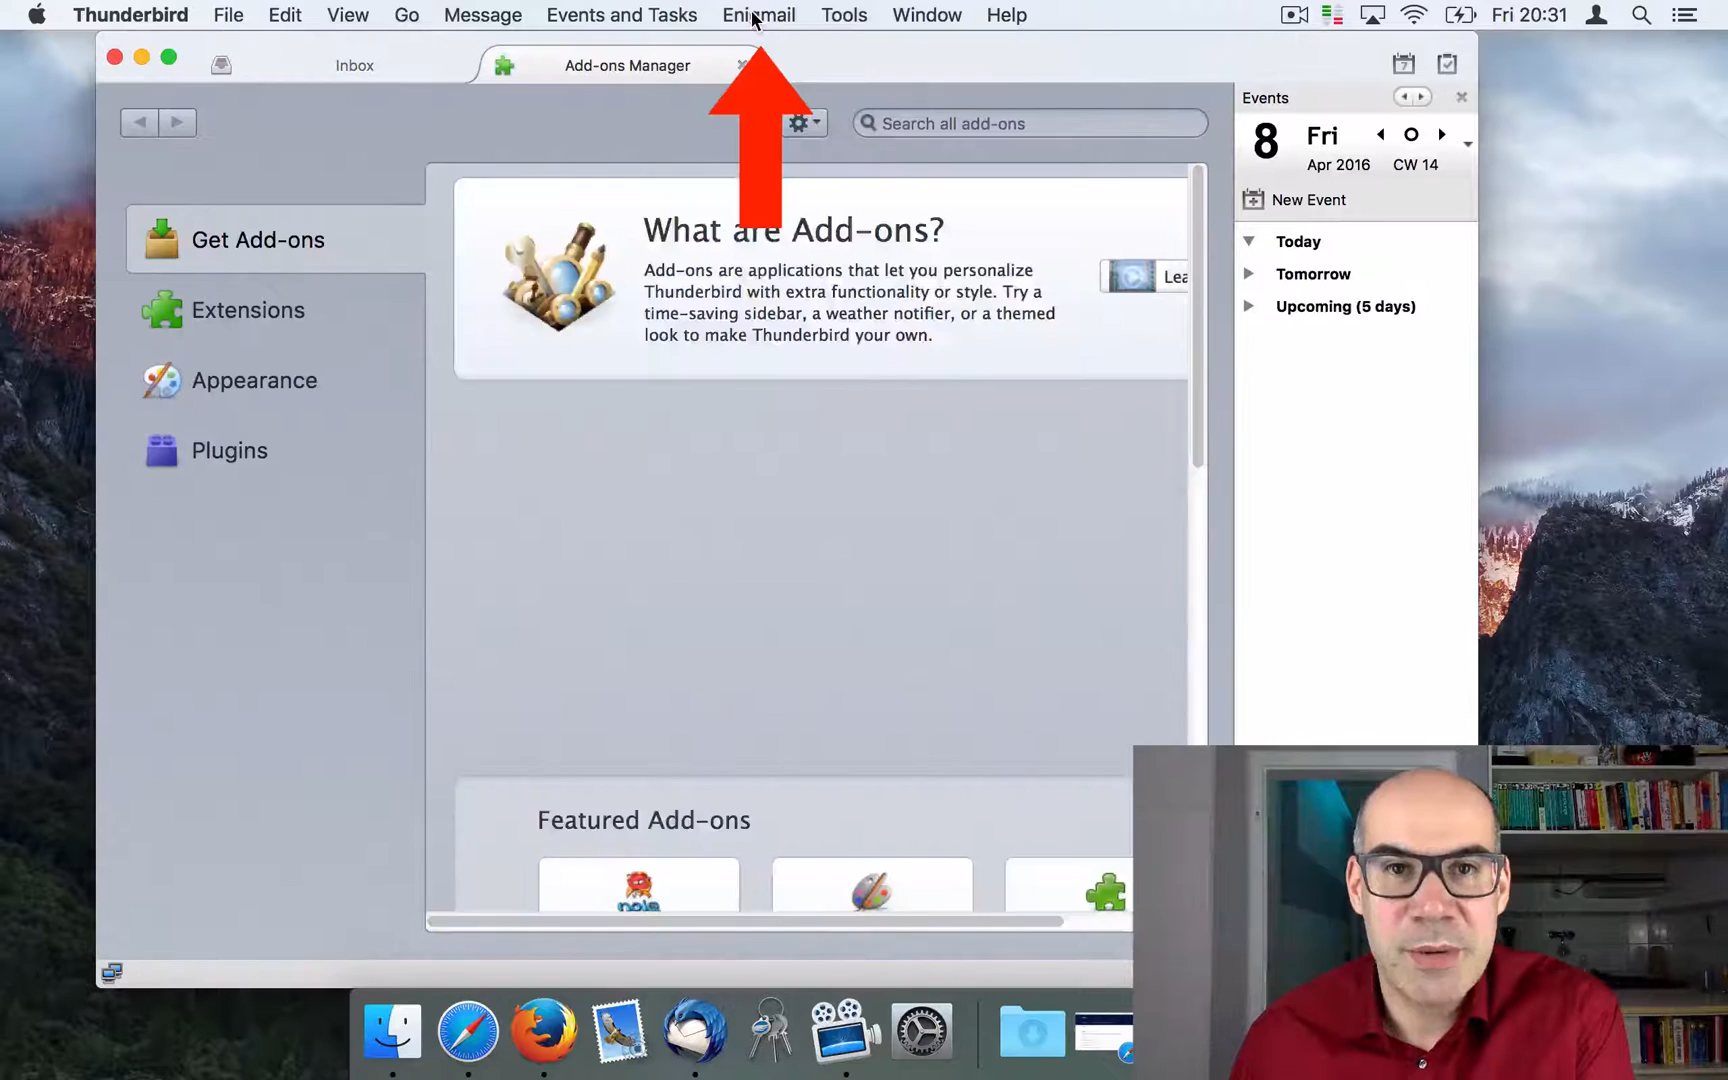 Thunderbird File Edit View Go Message Events and Tasks Enigmail Tools Window Help Fri 20:31
Inbox Add-ons Manager
Search all add-ons
Get Add-ons
Extensions
Appearance
Plugins
What are Add-ons?
Add-ons are applications that let you personalize
Thunderbird with extra functionality or style. Try a
time-saving sidebar, a weather notifier, or a themed
look to make Thunderbird your own.
Lea
Featured Add-ons
Events
8 Fri
Apr 2016 CW 14
New Event
Today
Tomorrow
Upcoming (5 days)
7